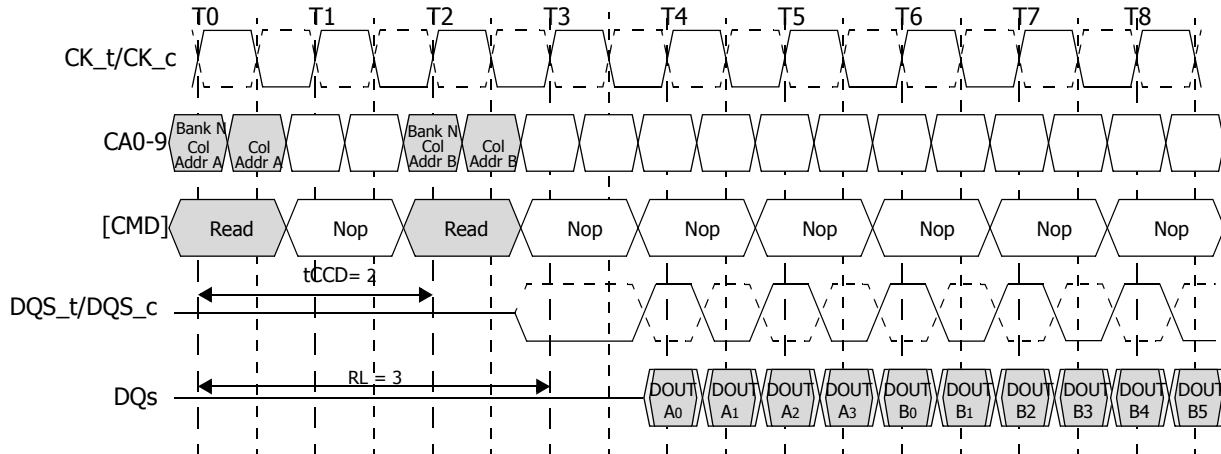 T0 T1 T2 T3 T4 T5 T6 T7 T8
CK_t/CK_c
CA0-9
Bank N
Col
Addr A
Col
Addr A
Bank N
Col
Addr B
Col
Addr B
[CMD]
Read Nop Read Nop Nop Nop Nop Nop Nop
tCCD= 2
DQS_t/DQS_c
RL = 3
DQs
DOUT DOUT DOUT DOUT DOUT DOUT DOUT DOUT DOUT DOUT
A0 A1 A2 A3 B0 B1 B2 B3 B4 B5